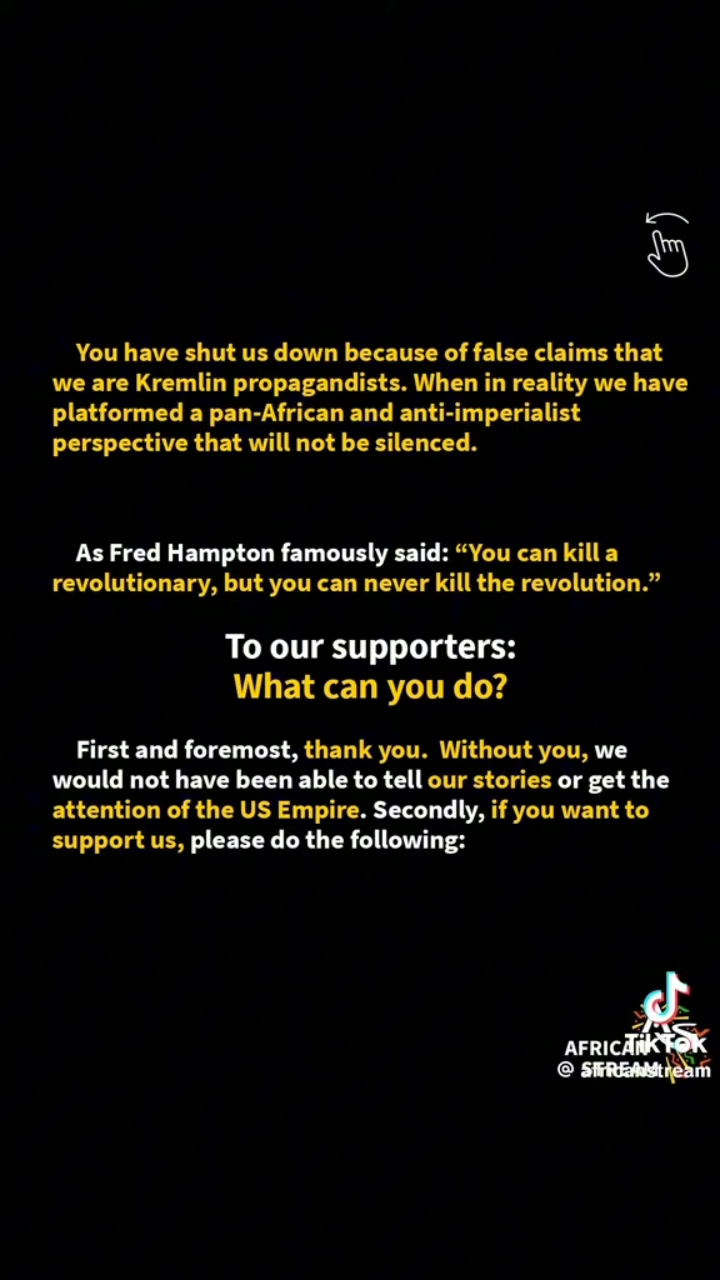 You have shut us down because of false claims that
we are Kremlin propagandists. When in reality we have
platformed a pan-African and anti-imperialist
perspective that will not be silenced.
As Fred Hampton famously said: “You can kill a
revolutionary, but you can never kill the revolution.”
To our supporters:
What can you do?
First and foremost, thank you.  Without you, we
would not have been able to tell our stories or get the
attention of the US Empire. Secondly, if you want to
support us, please do the following:
TikTok
AFRICAN
STREAM
@africanstream